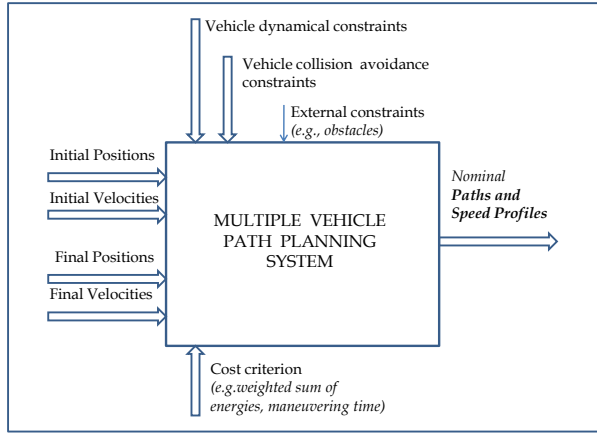 Vehicle dynamical constraints
Vehicle collision avoidance
constraints
External constraints
(e.g., obstacles)
Initial Positions
Initial Velocities
Final Positions
Final Velocities
MULTIPLE VEHICLE
PATH PLANNING
SYSTEM
Nominal
Paths and
Speed Profiles
Cost criterion
(e.g.weighted sum of
energies, maneuvering time)